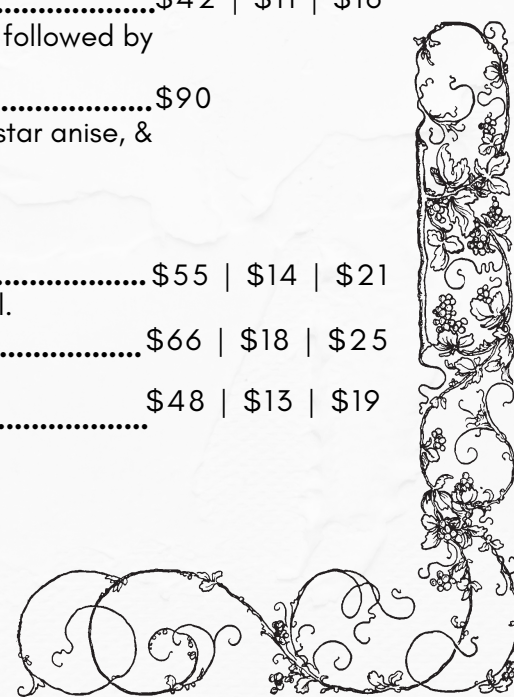 ....................$42 | $11 | $16
followed by
....................$90
star anise, &
....................$55 | $14 | $21
l.
....................$66 | $18 | $25
$48 | $13 | $19
....................